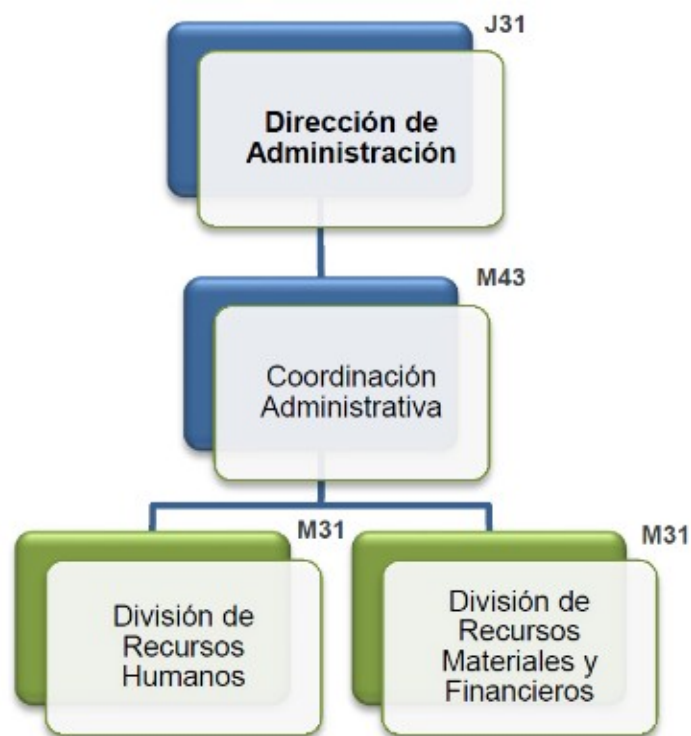 J31
Dirección de
Administración
M43
Coordinación
Administrativa
M31
División de
Recursos
Humanos
M31
División de
Recursos
Materiales y
Financieros